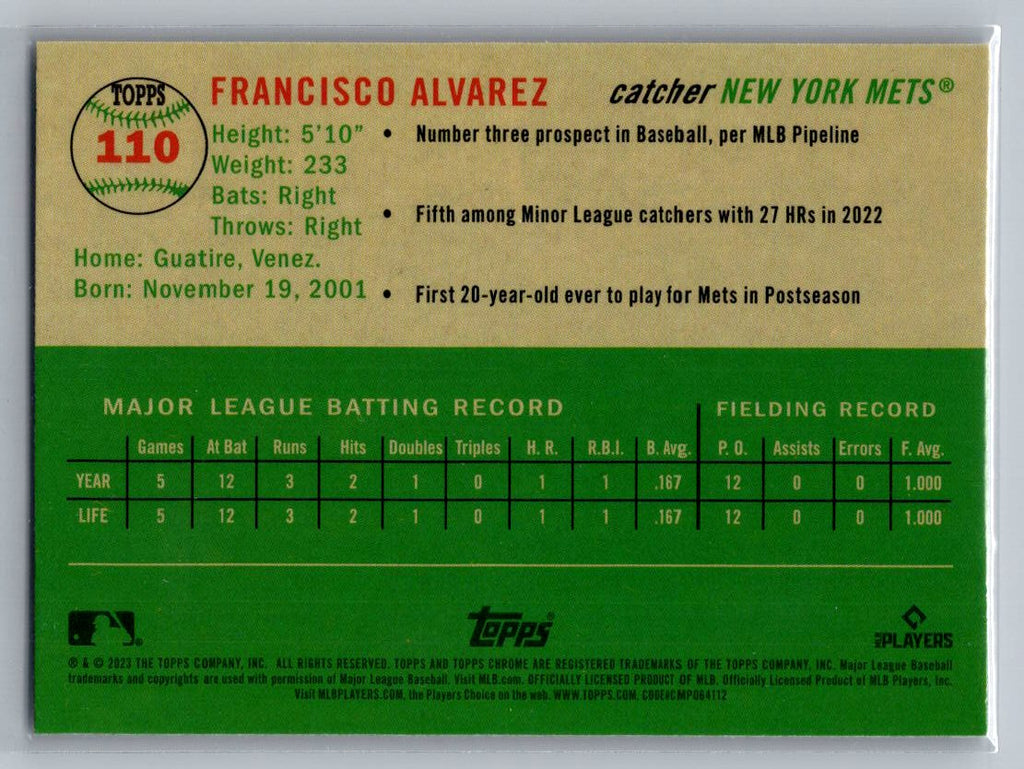 TOPPS
110
FRANCISCO ALVAREZ
catcher NEW YORK METS®
Height: 5'10"
Weight: 233
Bats: Right
Throws: Right
Home: Guatire, Venez.
Born: November 19, 2001
• Number three prospect in Baseball, per MLB Pipeline
• Fifth among Minor League catchers with 27 HRs in 2022
• First 20-year-old ever to play for Mets in Postseason
MAJOR LEAGUE BATTING RECORD FIELDING RECORD
Games At Bat Runs Hits Doubles Triples H. R. R.B.I. B. Avg. P. O. Assists Errors F. Avg.
YEAR 5 12 3 2 1 0 1 1 .167 12 0 0 1.000
LIFE 5 12 3 2 1 0 1 1 .167 12 0 0 1.000
Topps®
MLB PLAYERS
® & © 2023 THE TOPPS COMPANY, INC. ALL RIGHTS RESERVED. TOPPS AND TOPPS CHROME ARE REGISTERED TRADEMARKS OF THE TOPPS COMPANY, INC. Major League Baseball
trademarks and copyrights are used with permission of Major League Baseball. Visit MLB.com. OFFICIALLY LICENSED PRODUCT OF MLB. Officially Licensed Product of MLB Players, Inc.
Visit MLBPLAYERS.com, the Players Choice on the web. WWW.TOPPS.COM. CODE#CMP064112